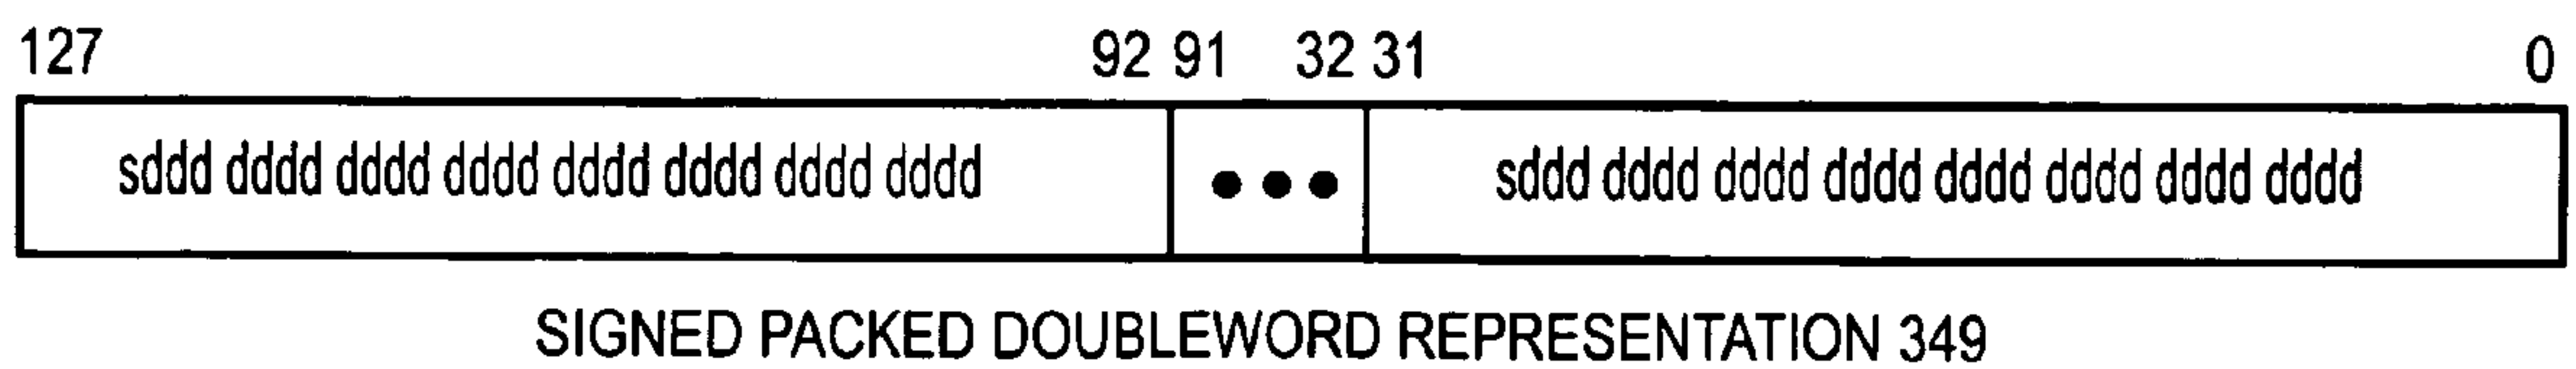 127 92 91 32 31 0
sddd dddd dddd dddd dddd dddd dddd dddd ●●● sddd dddd dddd dddd dddd dddd dddd dddd
SIGNED PACKED DOUBLEWORD REPRESENTATION 349